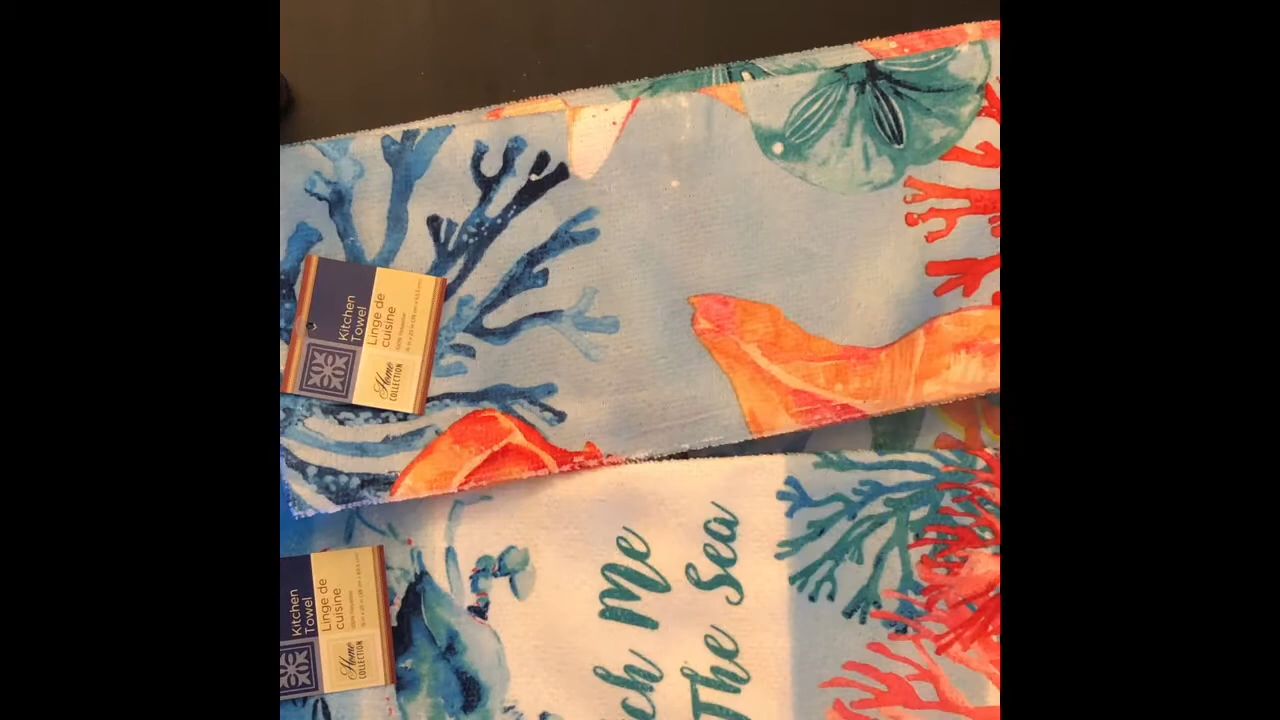 Kitchen
Towel
Linge de
cuisine
Home
COLLECTION
ch Me
The Sea
Kitchen
Towel
Linge de
cuisine
Home
COLLECTION